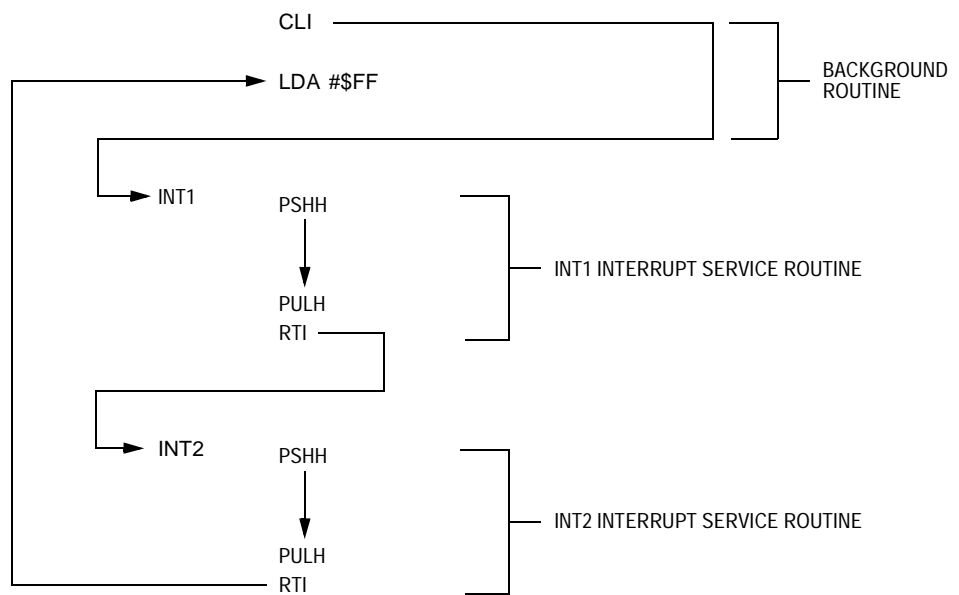 CLI
LDA #$FF
BACKGROUND
ROUTINE
INT1
PSHH
INT1 INTERRUPT SERVICE ROUTINE
PULH
RTI
INT2
PSHH
INT2 INTERRUPT SERVICE ROUTINE
PULH
RTI